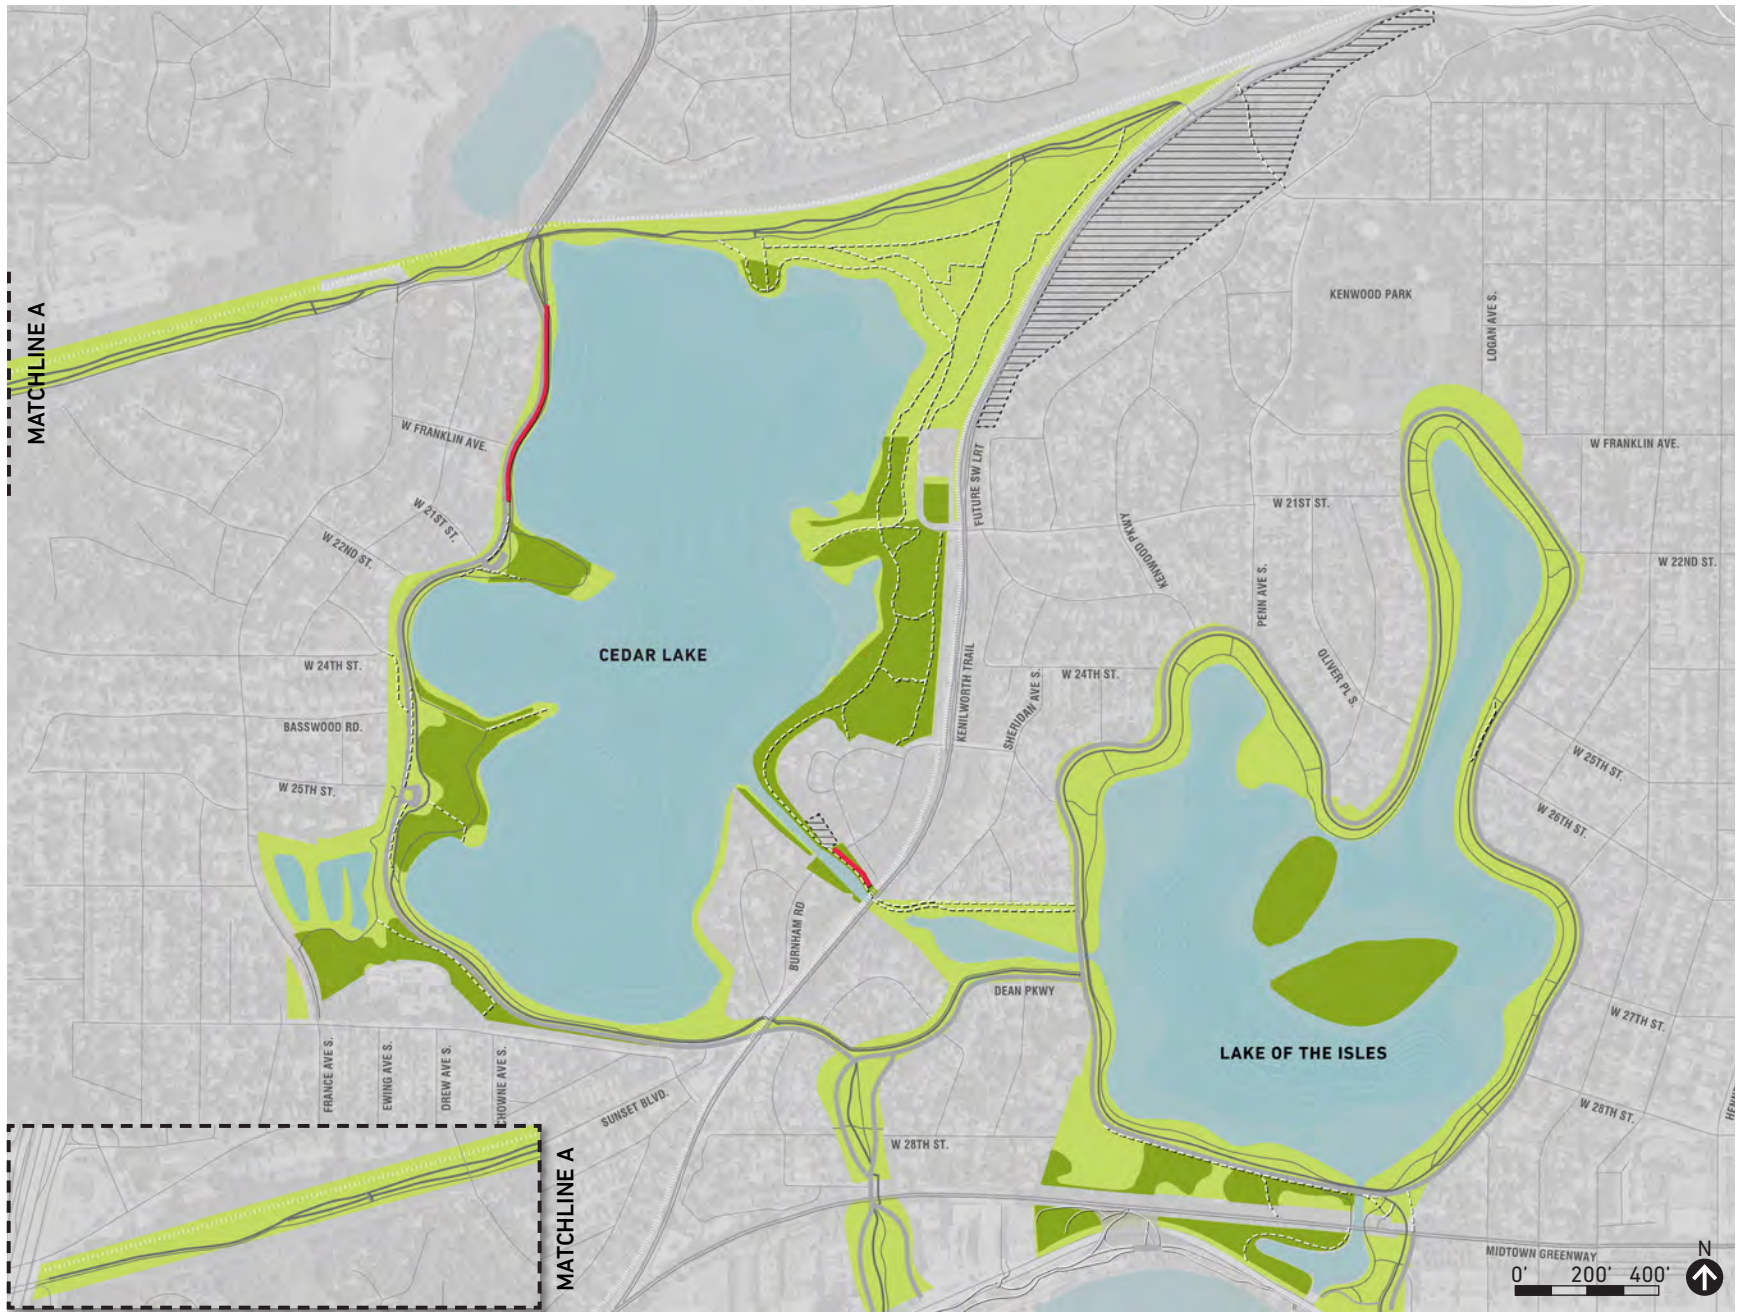 MATCHLINE A
KENWOOD PARK
LOGAN AVE S.
W FRANKLIN AVE.
W FRANKLIN AVE.
W 21ST ST.
W 22ND ST.
FUTURE SW LRT
W 21ST ST.
KENWOOD PKWY
W 22ND ST.
PENN AVE S.
CEDAR LAKE
W 24TH ST.
KENILWORTH TRAIL
SHERIDAN AVE S.
W 24TH ST.
OLIVER PL S.
BASSWOOD RD.
W 25TH ST.
W 25TH ST.
W 26TH ST.
BURNHAM RD
DEAN PKWY
W 27TH ST.
LAKE OF THE ISLES
FRANCE AVE S.
EWING AVE S.
DREW AVE S.
CHOWNE AVE S.
SUNSET BLVD.
W 28TH ST.
W 28TH ST.
MATCHLINE A
MIDTOWN GREENWAY
N
0' 200' 400'